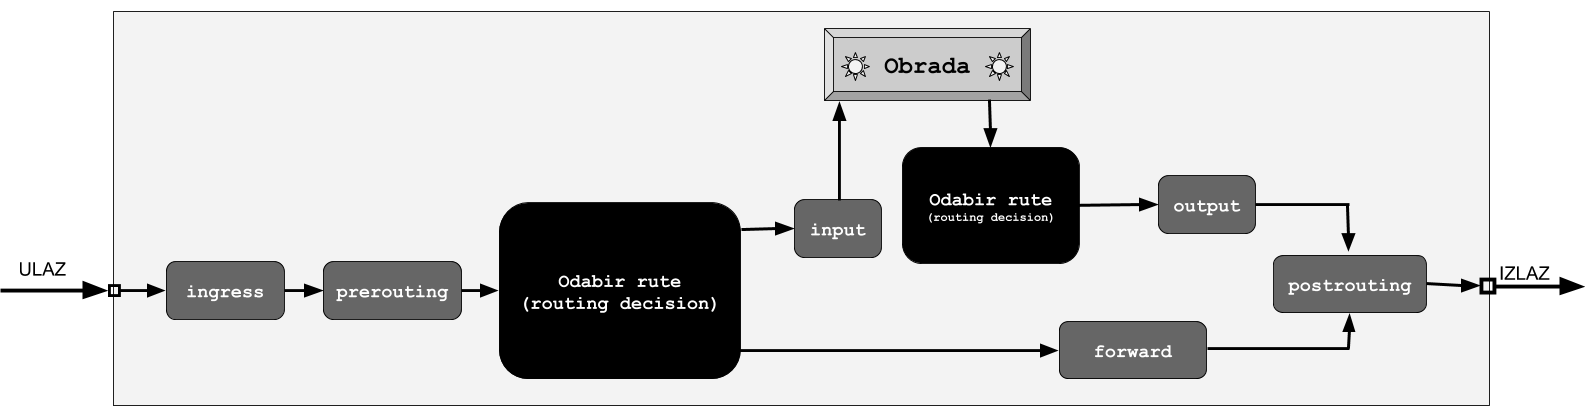 Obrada
Odabir rute
(routing decision)
output
input
ULAZ
ingress
prerouting
Odabir rute
(routing decision)
postrouting
IZLAZ
forward